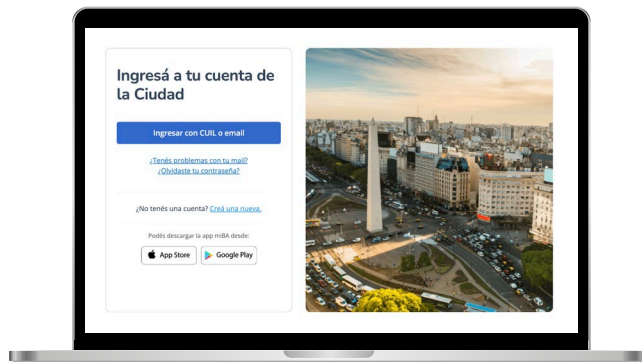 Ingresá a tu cuenta de
la Ciudad
Ingresar con CUIL o email
¿Tenés problemas con tu mail?
¿Olvidaste tu contraseña?
¿No tenés una cuenta? Creá una nueva.
Podés descargar la app miBA desde:
App Store
Google Play